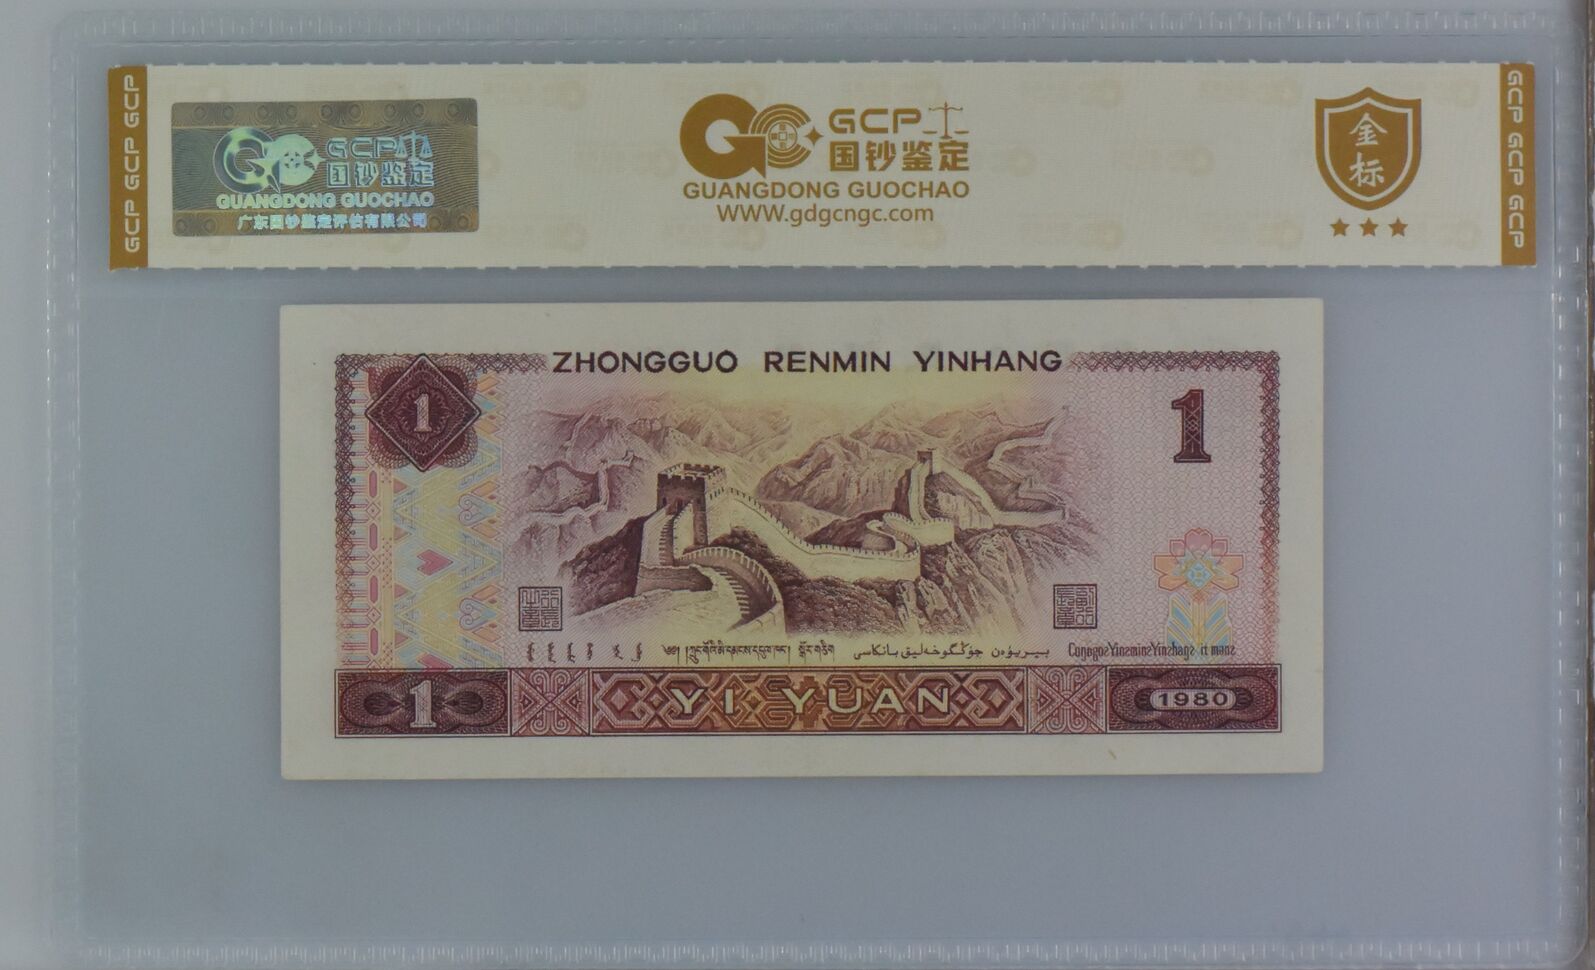 GCP GCP GCP
GCP
国钞鉴定
GUANGDONG GUOCHAO
广东国钞鉴定评估有限公司
GCP
国钞鉴定
GUANGDONG GUOCHAO
WWW.gdgcngc.com
金标
GCP GCP GCP
ZHONGGUO RENMIN YINHANG
1
1
1
YI YUAN
1980